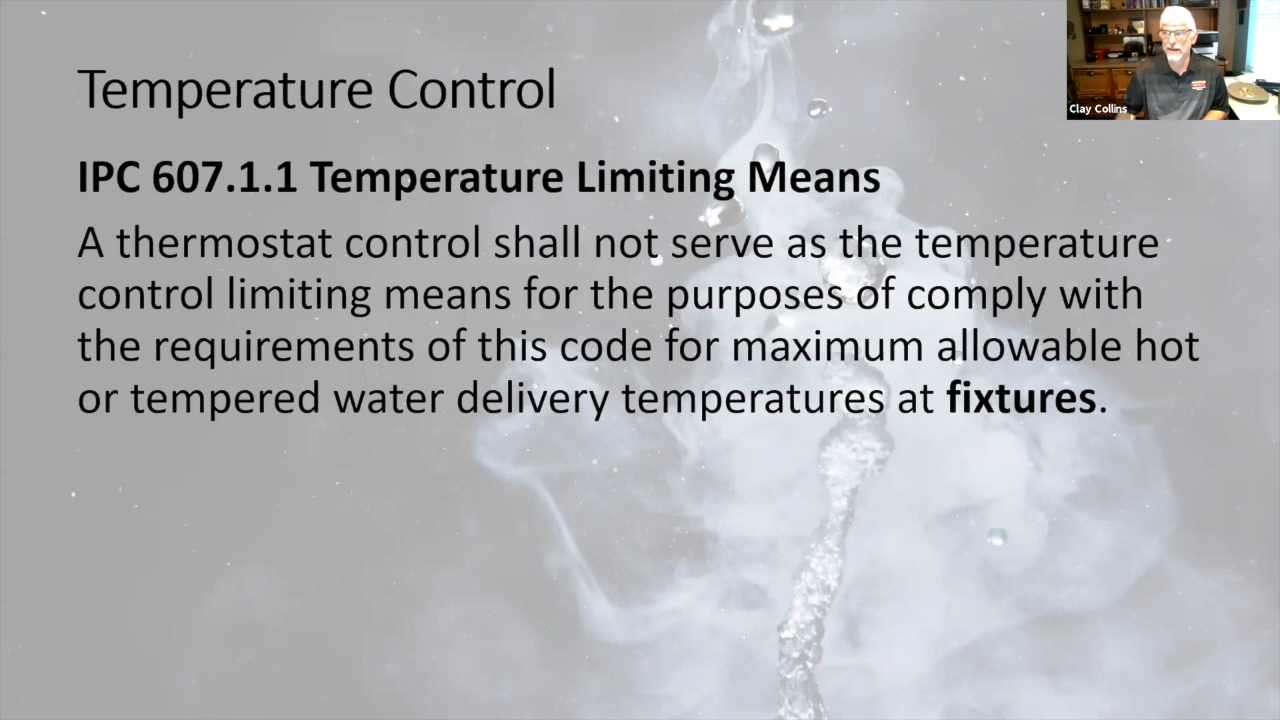 Temperature Control
Clay Collins
IPC 607.1.1 Temperature Limiting Means
A thermostat control shall not serve as the temperature
control limiting means for the purposes of comply with
the requirements of this code for maximum allowable hot
or tempered water delivery temperatures at fixtures.